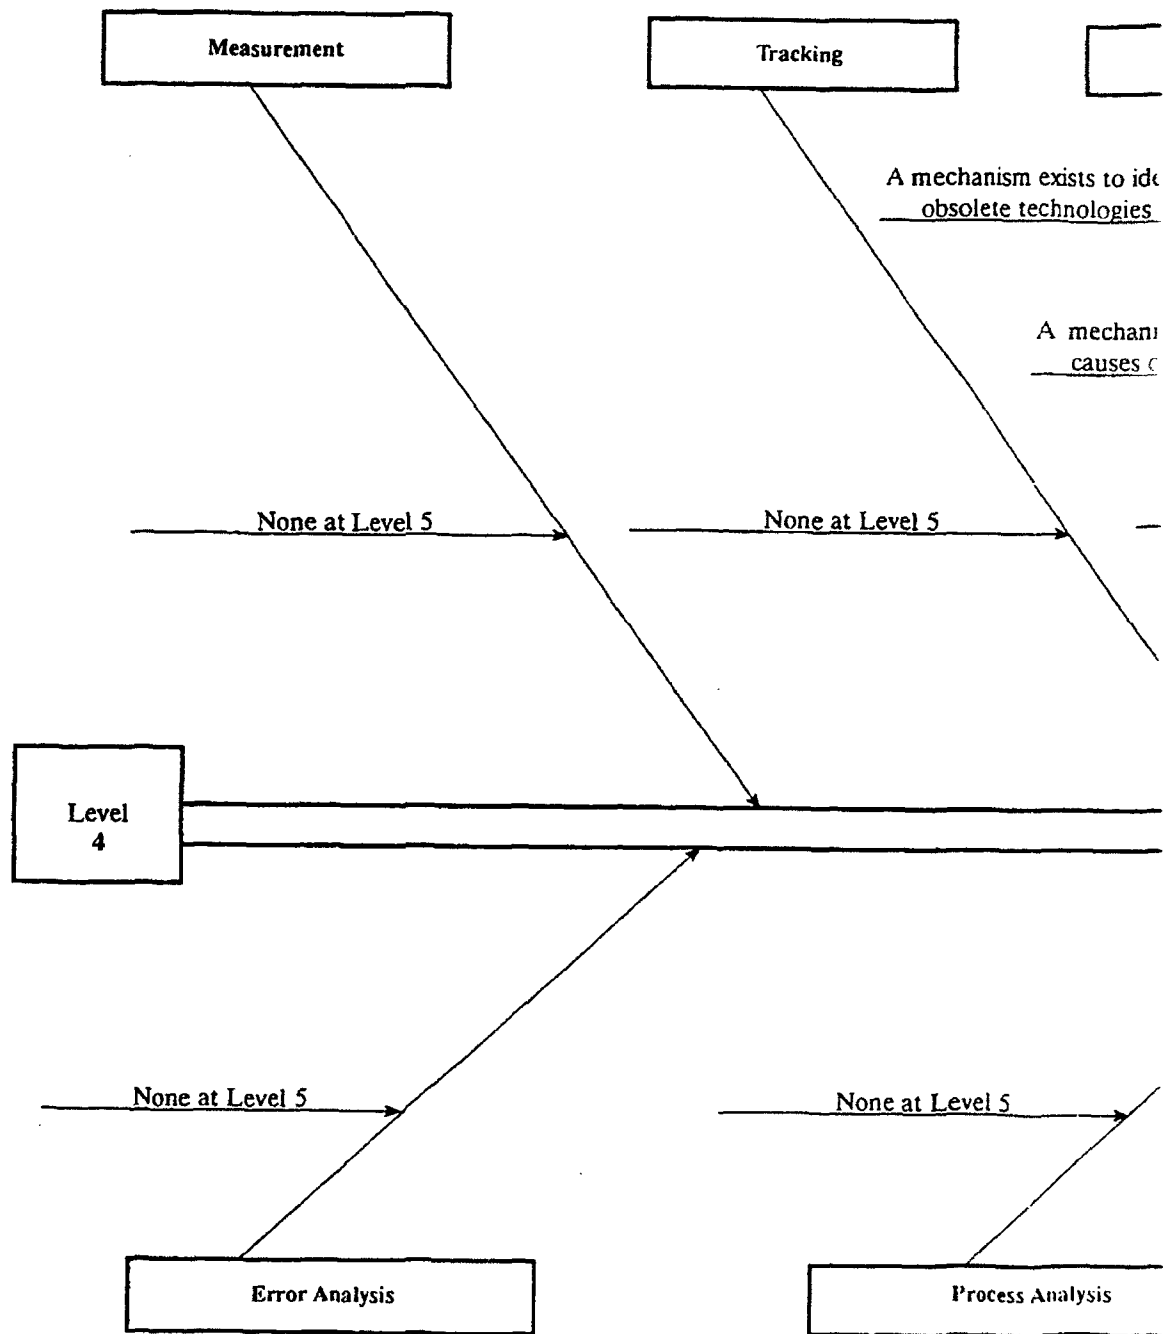 Measurement
Tracking
A mechanism exists to
obsolete technologies
A
causes
None at Level 5
None at Level 5
Level
4
None at Level 5
None at Level 5
Error Analysis
Process Analysis